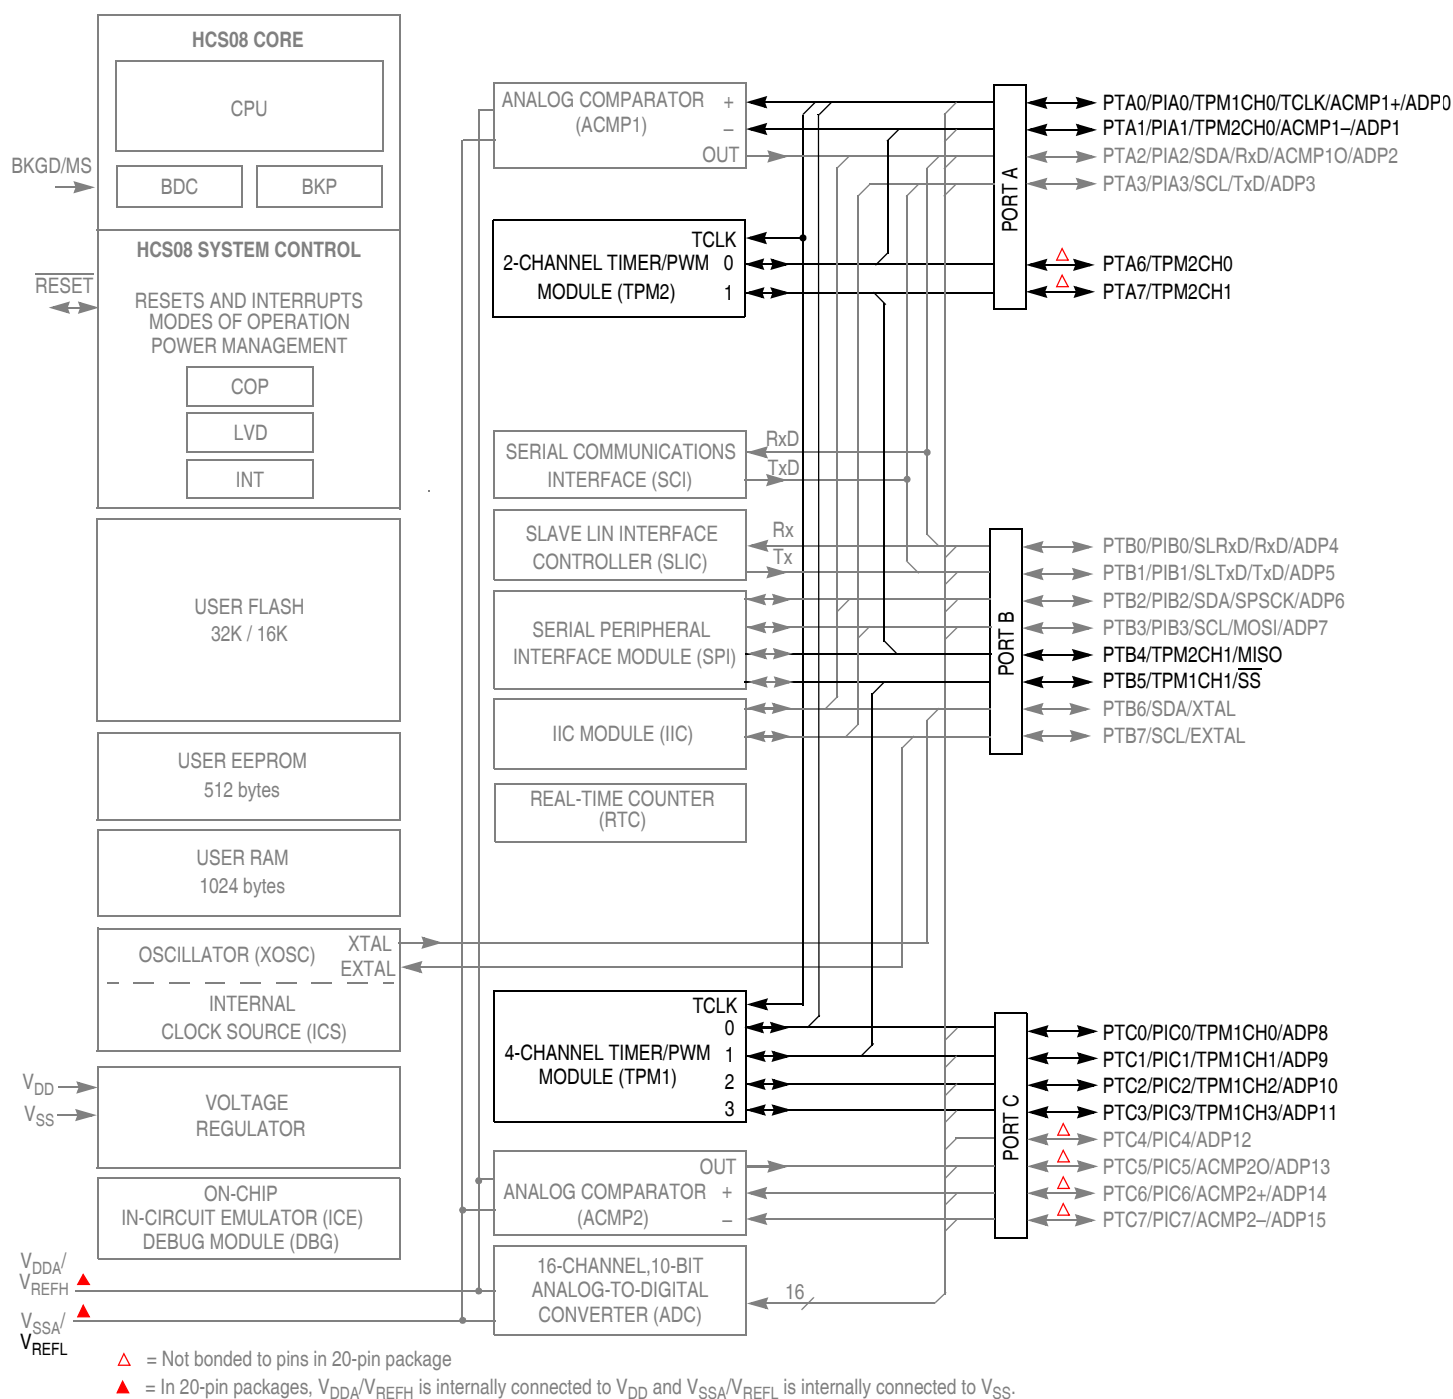 HCS08 CORE
CPU
BDC
BKP
BKGD/MS
HCS08 SYSTEM CONTROL
RESET
RESETS AND INTERRUPTS
MODES OF OPERATION
POWER MANAGEMENT
COP
LVD
INT
USER FLASH
32K / 16K
USER EEPROM
512 bytes
USER RAM
1024 bytes
OSCILLATOR (XOSC)
XTAL
EXTAL
INTERNAL
CLOCK SOURCE (ICS)
VDD
VSS
VOLTAGE
REGULATOR
ON-CHIP
IN-CIRCUIT EMULATOR (ICE)
DEBUG MODULE (DBG)
VDDA/
VREFH
VSSA/
VREFL
ANALOG COMPARATOR +
(ACMP1)
–
OUT
TCLK
2-CHANNEL TIMER/PWM 0
MODULE (TPM2) 1
SERIAL COMMUNICATIONS
INTERFACE (SCI)
RxD
TxD
SLAVE LIN INTERFACE
CONTROLLER (SLIC)
Rx
Tx
SERIAL PERIPHERAL
INTERFACE MODULE (SPI)
IIC MODULE (IIC)
REAL-TIME COUNTER
(RTC)
TCLK
0
4-CHANNEL TIMER/PWM 1
MODULE (TPM1)
2
3
OUT
ANALOG COMPARATOR +
(ACMP2) –
16-CHANNEL,10-BIT
ANALOG-TO-DIGITAL
CONVERTER (ADC)
16
PORT A
PTA0/PIA0/TPM1CH0/TCLK/ACMP1+/ADP0
PTA1/PIA1/TPM2CH0/ACMP1–/ADP1
PTA2/PIA2/SDA/RxD/ACMP1O/ADP2
PTA3/PIA3/SCL/TxD/ADP3
PTA6/TPM2CH0
PTA7/TPM2CH1
PORT B
PTB0/PIB0/SLRxD/RxD/ADP4
PTB1/PIB1/SLTxD/TxD/ADP5
PTB2/PIB2/SDA/SPSCK/ADP6
PTB3/PIB3/SCL/MOSI/ADP7
PTB4/TPM2CH1/MISO
PTB5/TPM1CH1/SS
PTB6/SDA/XTAL
PTB7/SCL/EXTAL
PORT C
PTC0/PIC0/TPM1CH0/ADP8
PTC1/PIC1/TPM1CH1/ADP9
PTC2/PIC2/TPM1CH2/ADP10
PTC3/PIC3/TPM1CH3/ADP11
PTC4/PIC4/ADP12
PTC5/PIC5/ACMP2O/ADP13
PTC6/PIC6/ACMP2+/ADP14
PTC7/PIC7/ACMP2–/ADP15
△ = Not bonded to pins in 20-pin package
▲ = In 20-pin packages, VDDA/VREFH is internally connected to VDD and VSSA/VREFL is internally connected to VSS.